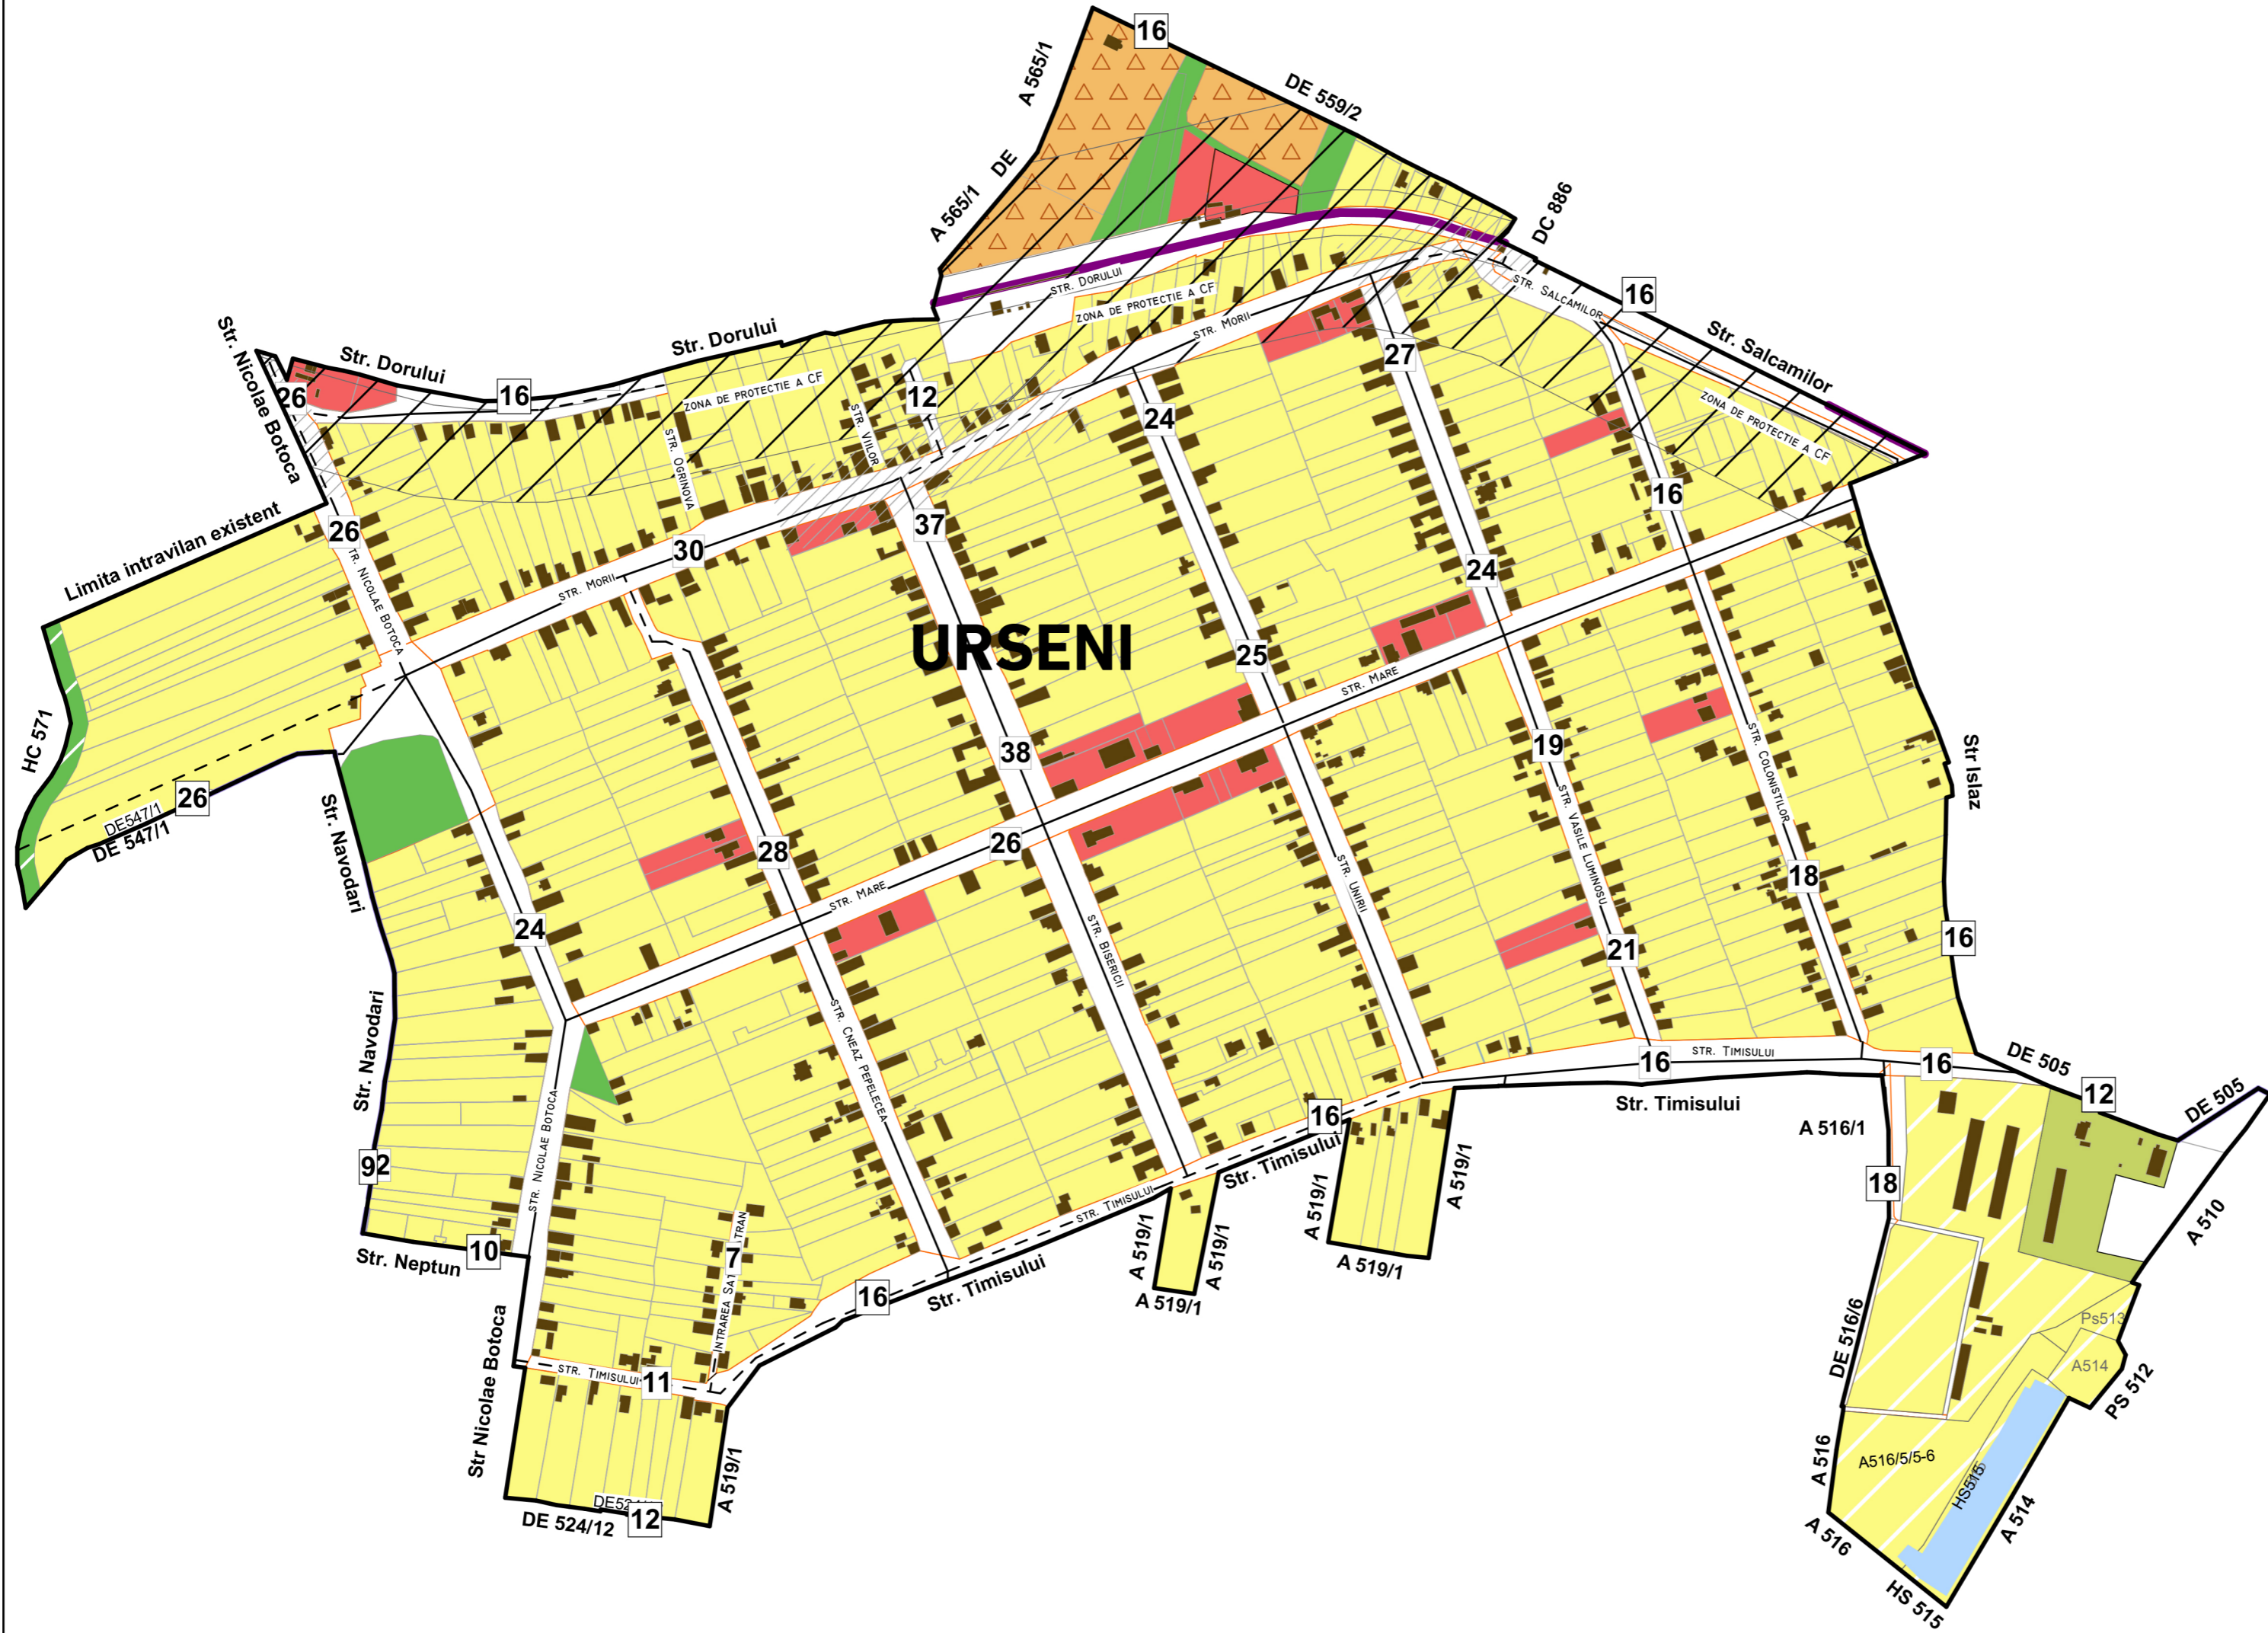 16
A 565/1
DE 559/2
DE
A 565/1
DC 886
STR. DORULUI
ZONA DE PROTECTIE A CF
STR. SALCAMILOR
16
Str. Salcamilor
Str. Nicolae Botoca
Str. Dorului
Str. Dorului
STR. MORII
27
26
16
ZONA DE PROTECTIE A CF
12
24
ZONA DE PROTECTIE A CF
STR. VIILOR
STR. OGRINOVA
16
Limita intravilan existent
26
37
30
24
STR. NICOLAE BOTOCA
STR. MORII
URSENI
25
STR. MARE
HC 571
38
19
STR. COLONISTILOR
Str Islaz
26
DE547/1
DE 547/1
Str. Navodari
28
26
STR. VASILE LUMINOSU
18
STR. MARE
STR. UNIRII
24
STR. BISERICII
21
16
Str. Navodari
STR. CNEAZ PEPELECEA
16
STR. TIMISULUI
16
DE 505
12
DE 505
Str. Timisului
16
A 516/1
92
STR. NICOLAE BOTOCA
Str. Timisului
A 519/1
A 519/1
18
STR. TIMISULUI
A 510
Str. Neptun
10
7
A 519/1
A 519/1
A 519/1
Str. Timisului
16
A 519/1
Ps513
Str Nicolae Botoca
DE 516/6
A514
STR. TIMISULUI
11
PS 512
A 516
A516/5/5-6
HS515
A 519/1
DE 524/12
12
A 514
A 516
HS 515